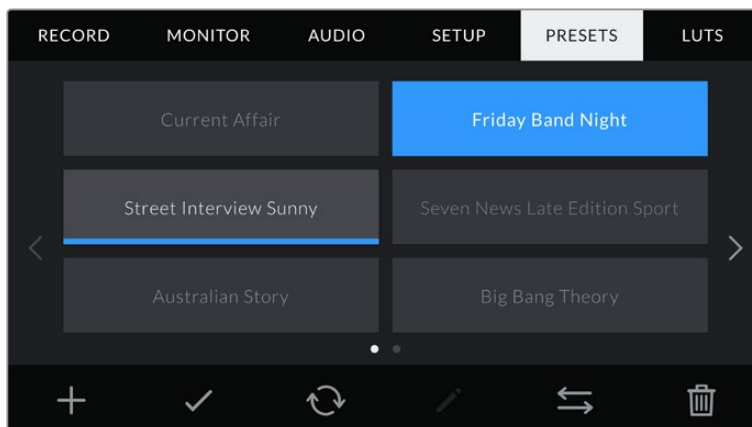 RECORD MONITOR AUDIO SETUP PRESETS LUTS
Current Affair Friday Band Night
Street Interview Sunny Seven News Late Edition Sport
Australian Story Big Bang Theory